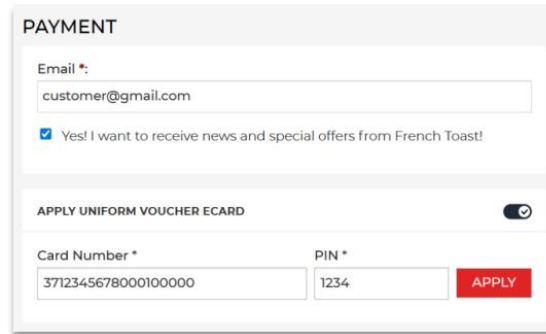 PAYMENT
Email *:
customer@gmail.com
Yes! I want to receive news and special offers from French Toast!
APPLY UNIFORM VOUCHER ECARD
Card Number * PIN *
3712345678000100000 1234 APPLY